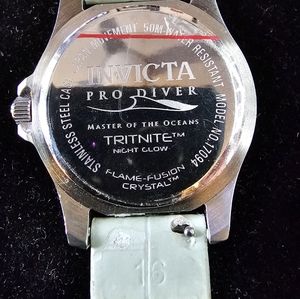 STAINLESS STEEL CA MOVEMENT 50M-WATER RESISTANT MODEL NO.17094
INVICTA
PRO DIVER
MASTER OF THE OCEANS
TRITNITE™
NIGHT GLOW
FLAME-FUSION
CRYSTAL™
16